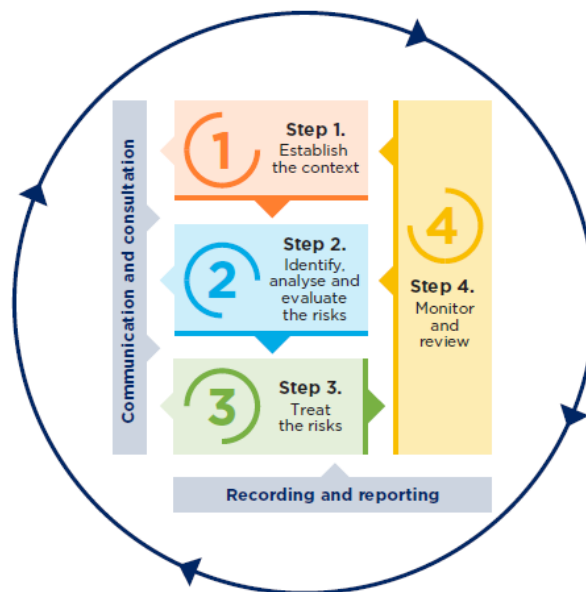 Communication and consultation
1
Step 1.
Establish
the context
2
Step 2.
Identify,
analyse and
evaluate
the risks
3
Step 3.
Treat
the risks
4
Step 4.
Monitor
and
review
Recording and reporting